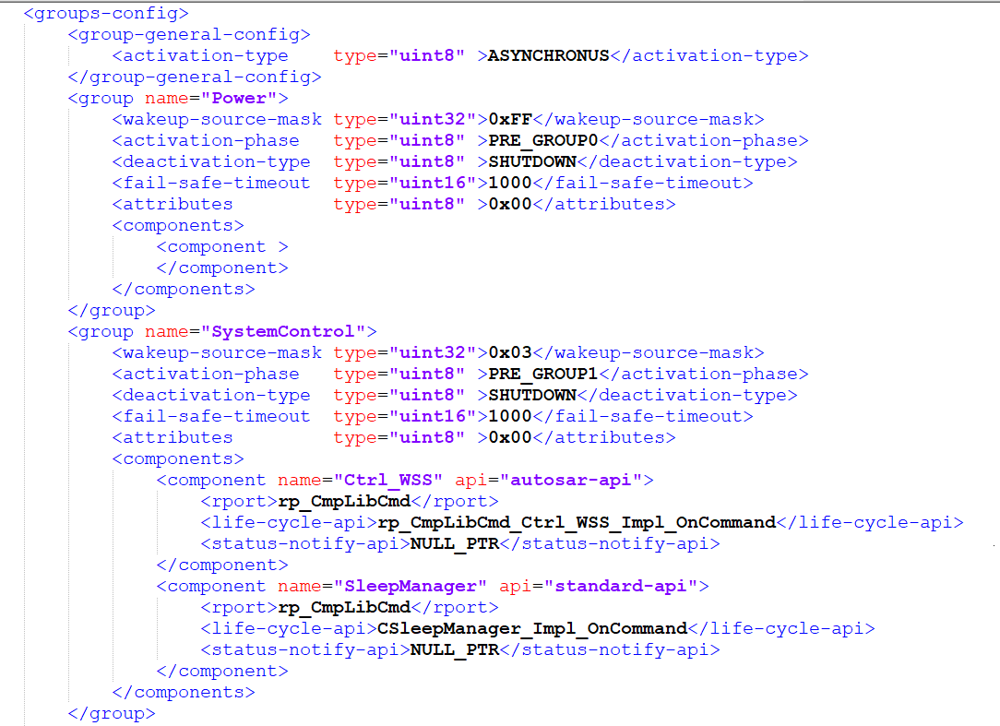 <groups-config>
    <group-general-config>
        <activation-type    type="uint8" >ASYNCHRONUS</activation-type>
    </group-general-config>
    <group name="Power">
        <wakeup-source-mask type="uint32">0xFF</wakeup-source-mask>
        <activation-phase   type="uint8" >PRE_GROUP0</activation-phase>
        <deactivation-type  type="uint8" >SHUTDOWN</deactivation-type>
        <fail-safe-timeout  type="uint16">1000</fail-safe-timeout>
        <attributes         type="uint8" >0x00</attributes>
        <components>
            <component >
            </component>
        </components>
    </group>
    <group name="SystemControl">
        <wakeup-source-mask type="uint32">0x03</wakeup-source-mask>
        <activation-phase   type="uint8" >PRE_GROUP1</activation-phase>
        <deactivation-type  type="uint8" >SHUTDOWN</deactivation-type>
        <fail-safe-timeout  type="uint16">1000</fail-safe-timeout>
        <attributes         type="uint8" >0x00</attributes>
        <components>
            <component name="Ctrl_WSS" api="autosar-api">
                <rport>rp_CmpLibCmd</rport>
                <life-cycle-api>rp_CmpLibCmd_Ctrl_WSS_Impl_OnCommand</life-cycle-api>
                <status-notify-api>NULL_PTR</status-notify-api>
            </component>
            <component name="SleepManager" api="standard-api">
                <rport>rp_CmpLibCmd</rport>
                <life-cycle-api>CSleepManager_Impl_OnCommand</life-cycle-api>
                <status-notify-api>NULL_PTR</status-notify-api>
            </component>
        </components>
    </group>